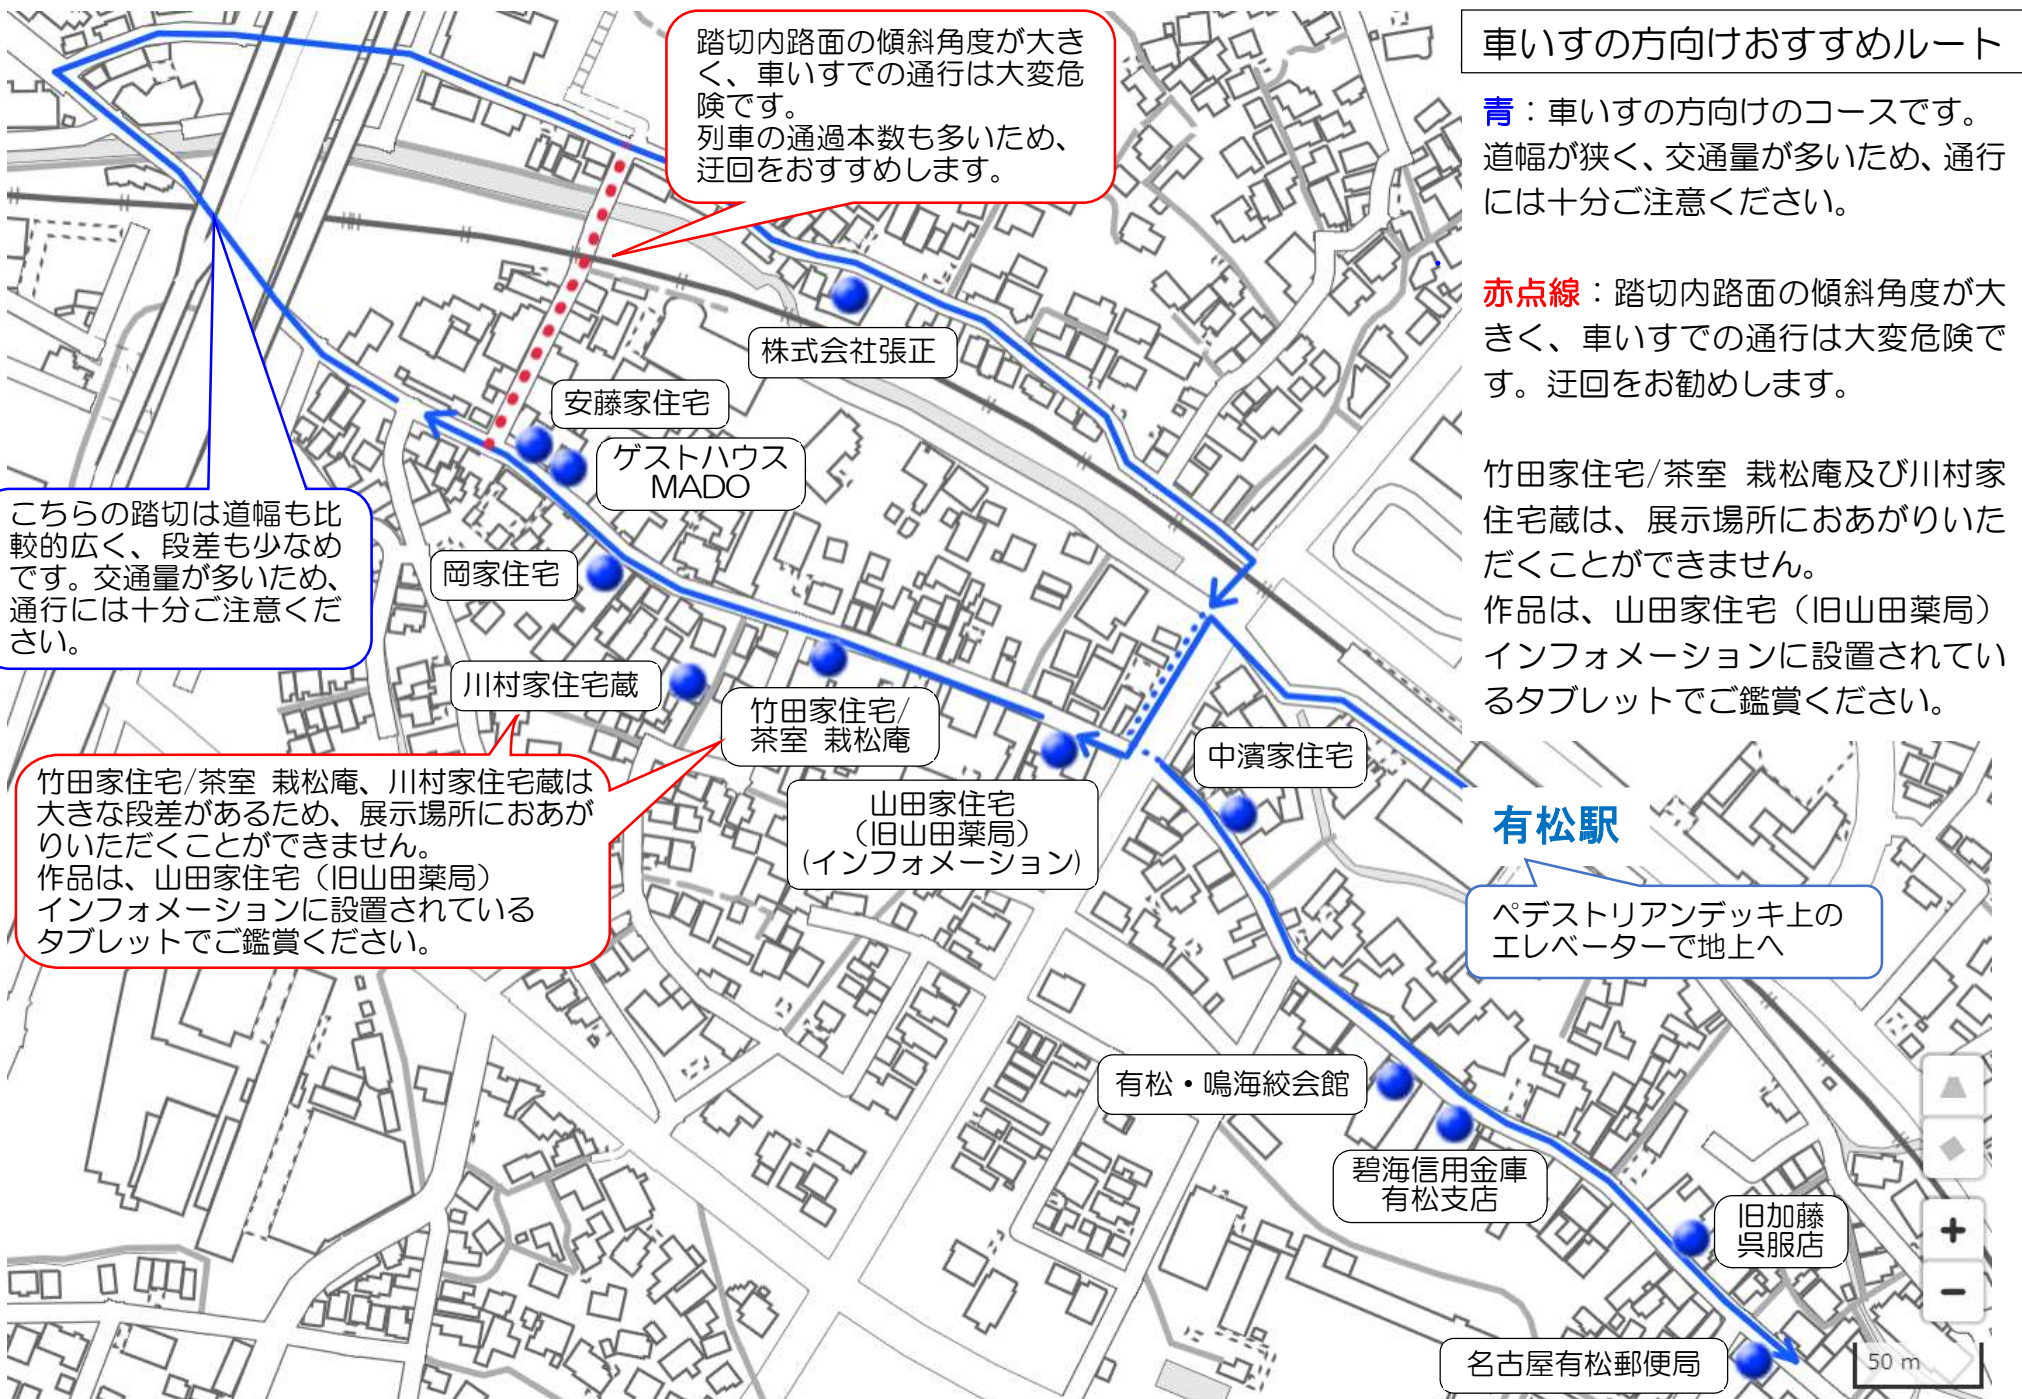 車いすの方向けおすすめルート
青：車いすの方向けのコースです。
道幅が狭く、交通量が多いため、通行
には十分ご注意ください。
赤点線：踏切内路面の傾斜角度が大
きく、車いすでの通行は大変危険で
す。迂回をお勧めします。
竹田家住宅/茶室 栽松庵及び川村家
住宅蔵は、展示場所におあがりいた
だくことができません。
作品は、山田家住宅（旧山田薬局）
インフォメーションに設置されてい
るタブレットでご鑑賞ください。
踏切内路面の傾斜角度が大き
く、車いすでの通行は大変危
険です。
列車の通過本数も多いため、
迂回をおすすめします。
株式会社張正
安藤家住宅
ゲストハウス
MADO
こちらの踏切は道幅も比
較的広く、段差も少なめ
です。交通量が多いため、
通行には十分ご注意くだ
さい。
岡家住宅
川村家住宅蔵
竹田家住宅/
茶室 栽松庵
竹田家住宅/茶室 栽松庵、川村家住宅蔵は
大きな段差があるため、展示場所におあが
りいただくことができません。
作品は、山田家住宅（旧山田薬局）
インフォメーションに設置されている
タブレットでご鑑賞ください。
山田家住宅
（旧山田薬局）
(インフォメーション)
中濱家住宅
有松駅
ペデストリアンデッキ上の
エレベーターで地上へ
有松・鳴海絞会館
碧海信用金庫
有松支店
旧加藤
呉服店
名古屋有松郵便局
+
−
50 m